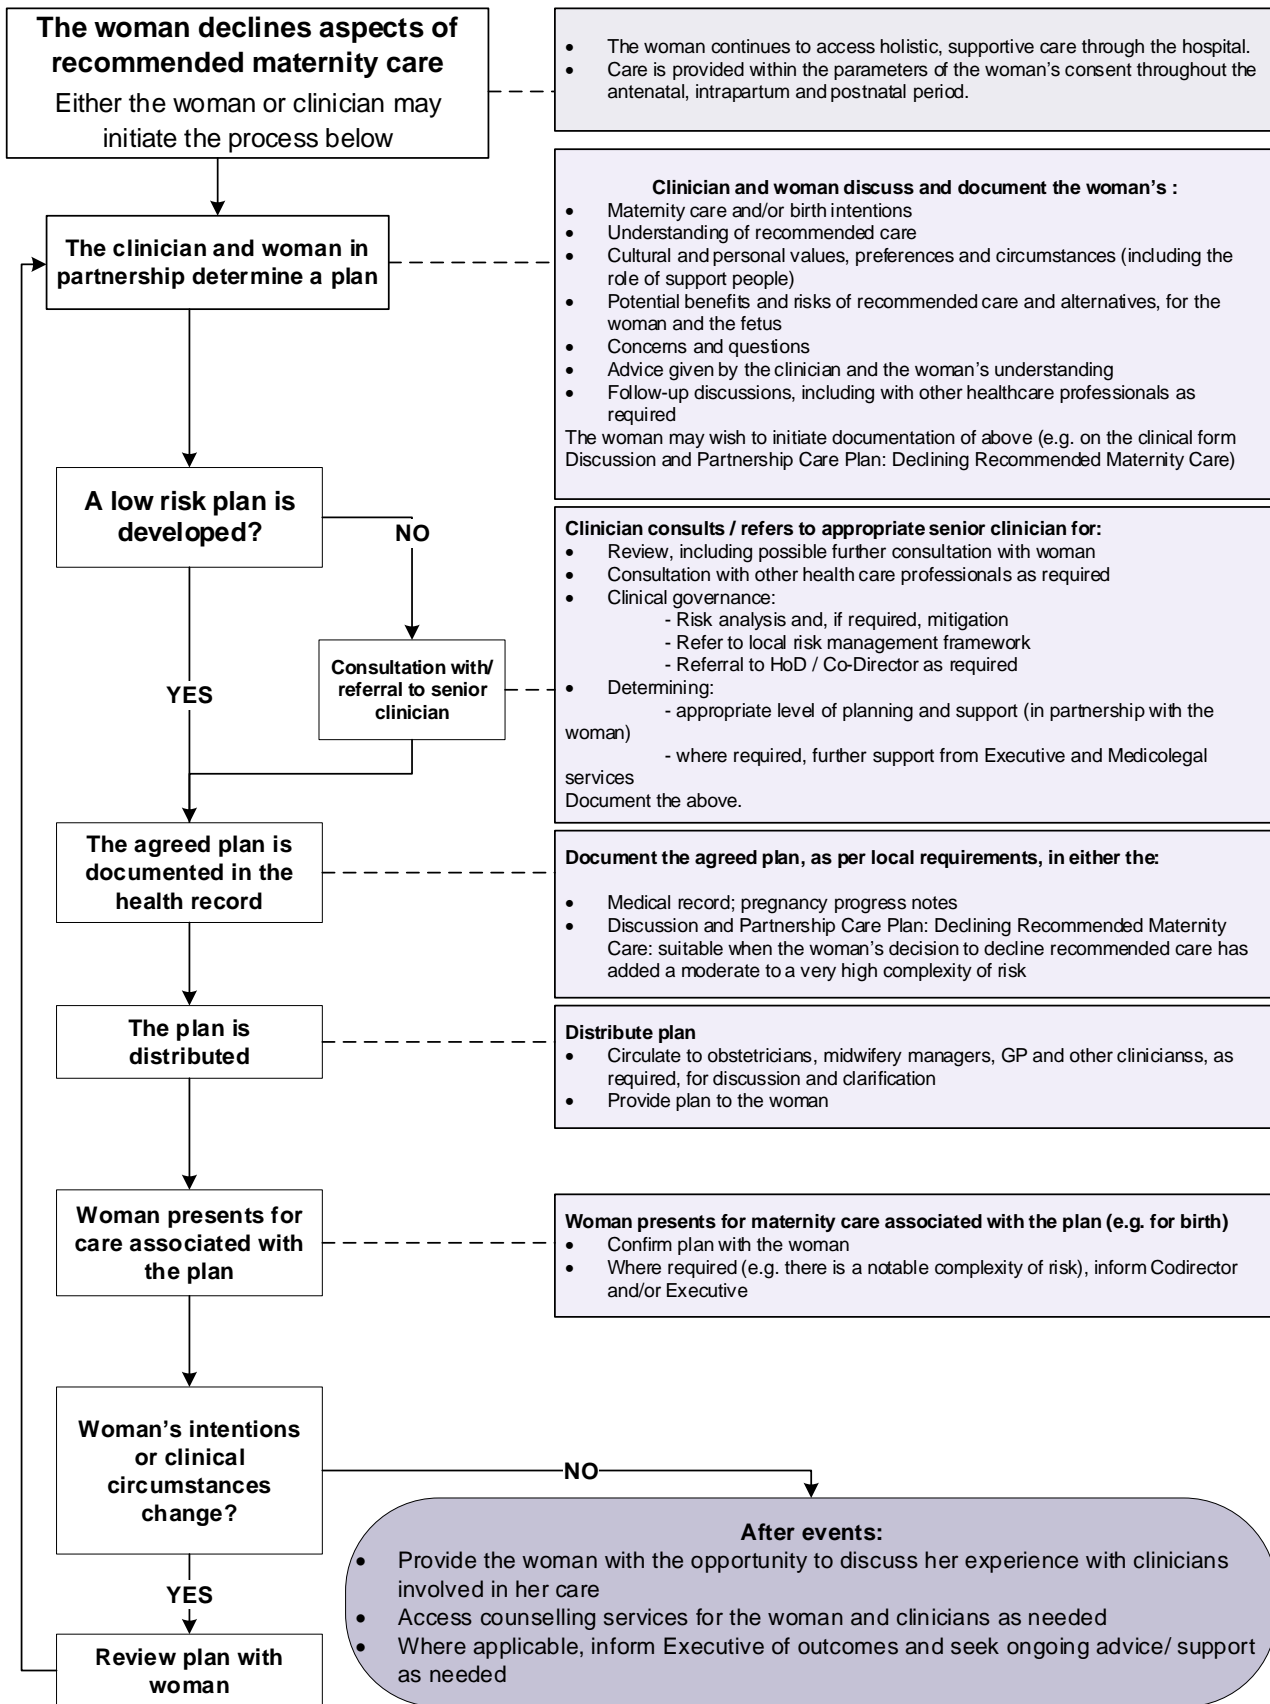 The woman declines aspects of
recommended maternity care
Either the woman or clinician may
initiate the process below
• The woman continues to access holistic, supportive care through the hospital.
• Care is provided within the parameters of the woman's consent throughout the
antenatal, intrapartum and postnatal period.
The clinician and woman in
partnership determine a plan
Clinician and woman discuss and document the woman's :
• Maternity care and/or birth intentions
• Understanding of recommended care
• Cultural and personal values, preferences and circumstances (including the
role of support people)
• Potential benefits and risks of recommended care and alternatives, for the
woman and the fetus
• Concerns and questions
• Advice given by the clinician and the woman's understanding
• Follow-up discussions, including with other healthcare professionals as
required
The woman may wish to initiate documentation of above (e.g. on the clinical form
Discussion and Partnership Care Plan: Declining Recommended Maternity Care)
A low risk plan is
developed?
NO
YES
Consultation with/
referral to senior
clinician
Clinician consults / refers to appropriate senior clinician for:
• Review, including possible further consultation with woman
• Consultation with other health care professionals as required
• Clinical governance:
- Risk analysis and, if required, mitigation
- Refer to local risk management framework
- Referral to HoD / Co-Director as required
• Determining:
- appropriate level of planning and support (in partnership with the
woman)
- where required, further support from Executive and Medicolegal
services
Document the above.
The agreed plan is
documented in the
health record
Document the agreed plan, as per local requirements, in either the:
• Medical record; pregnancy progress notes
• Discussion and Partnership Care Plan: Declining Recommended Maternity
Care: suitable when the woman's decision to decline recommended care has
added a moderate to a very high complexity of risk
The plan is
distributed
Distribute plan
• Circulate to obstetricians, midwifery managers, GP and other clinicianss, as
required, for discussion and clarification
• Provide plan to the woman
Woman presents for
care associated with
the plan
Woman presents for maternity care associated with the plan (e.g. for birth)
• Confirm plan with the woman
• Where required (e.g. there is a notable complexity of risk), inform Codirector
and/or Executive
Woman's intentions
or clinical
circumstances
change?
NO
YES
Review plan with
woman
After events:
• Provide the woman with the opportunity to discuss her experience with clinicians
involved in her care
• Access counselling services for the woman and clinicians as needed
• Where applicable, inform Executive of outcomes and seek ongoing advice/ support
as needed